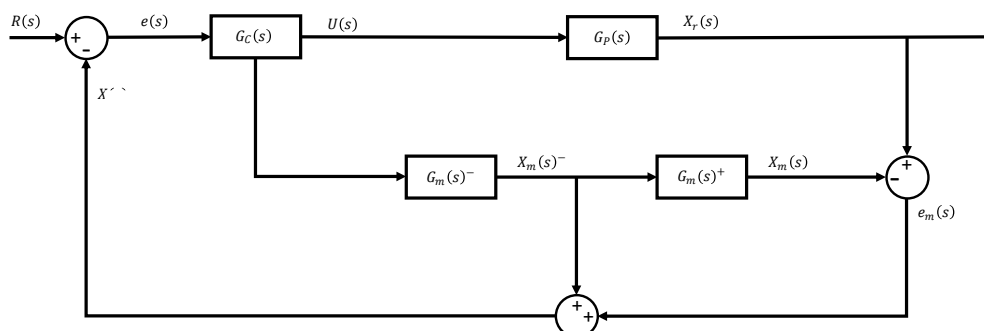 R(s)
e(s)
G_C(s)
U(s)
G_P(s)
X_r(s)
+
-
X´ `
G_m(s)^-
X_m(s)^-
G_m(s)^+
X_m(s)
+
-
e_m(s)
+
+